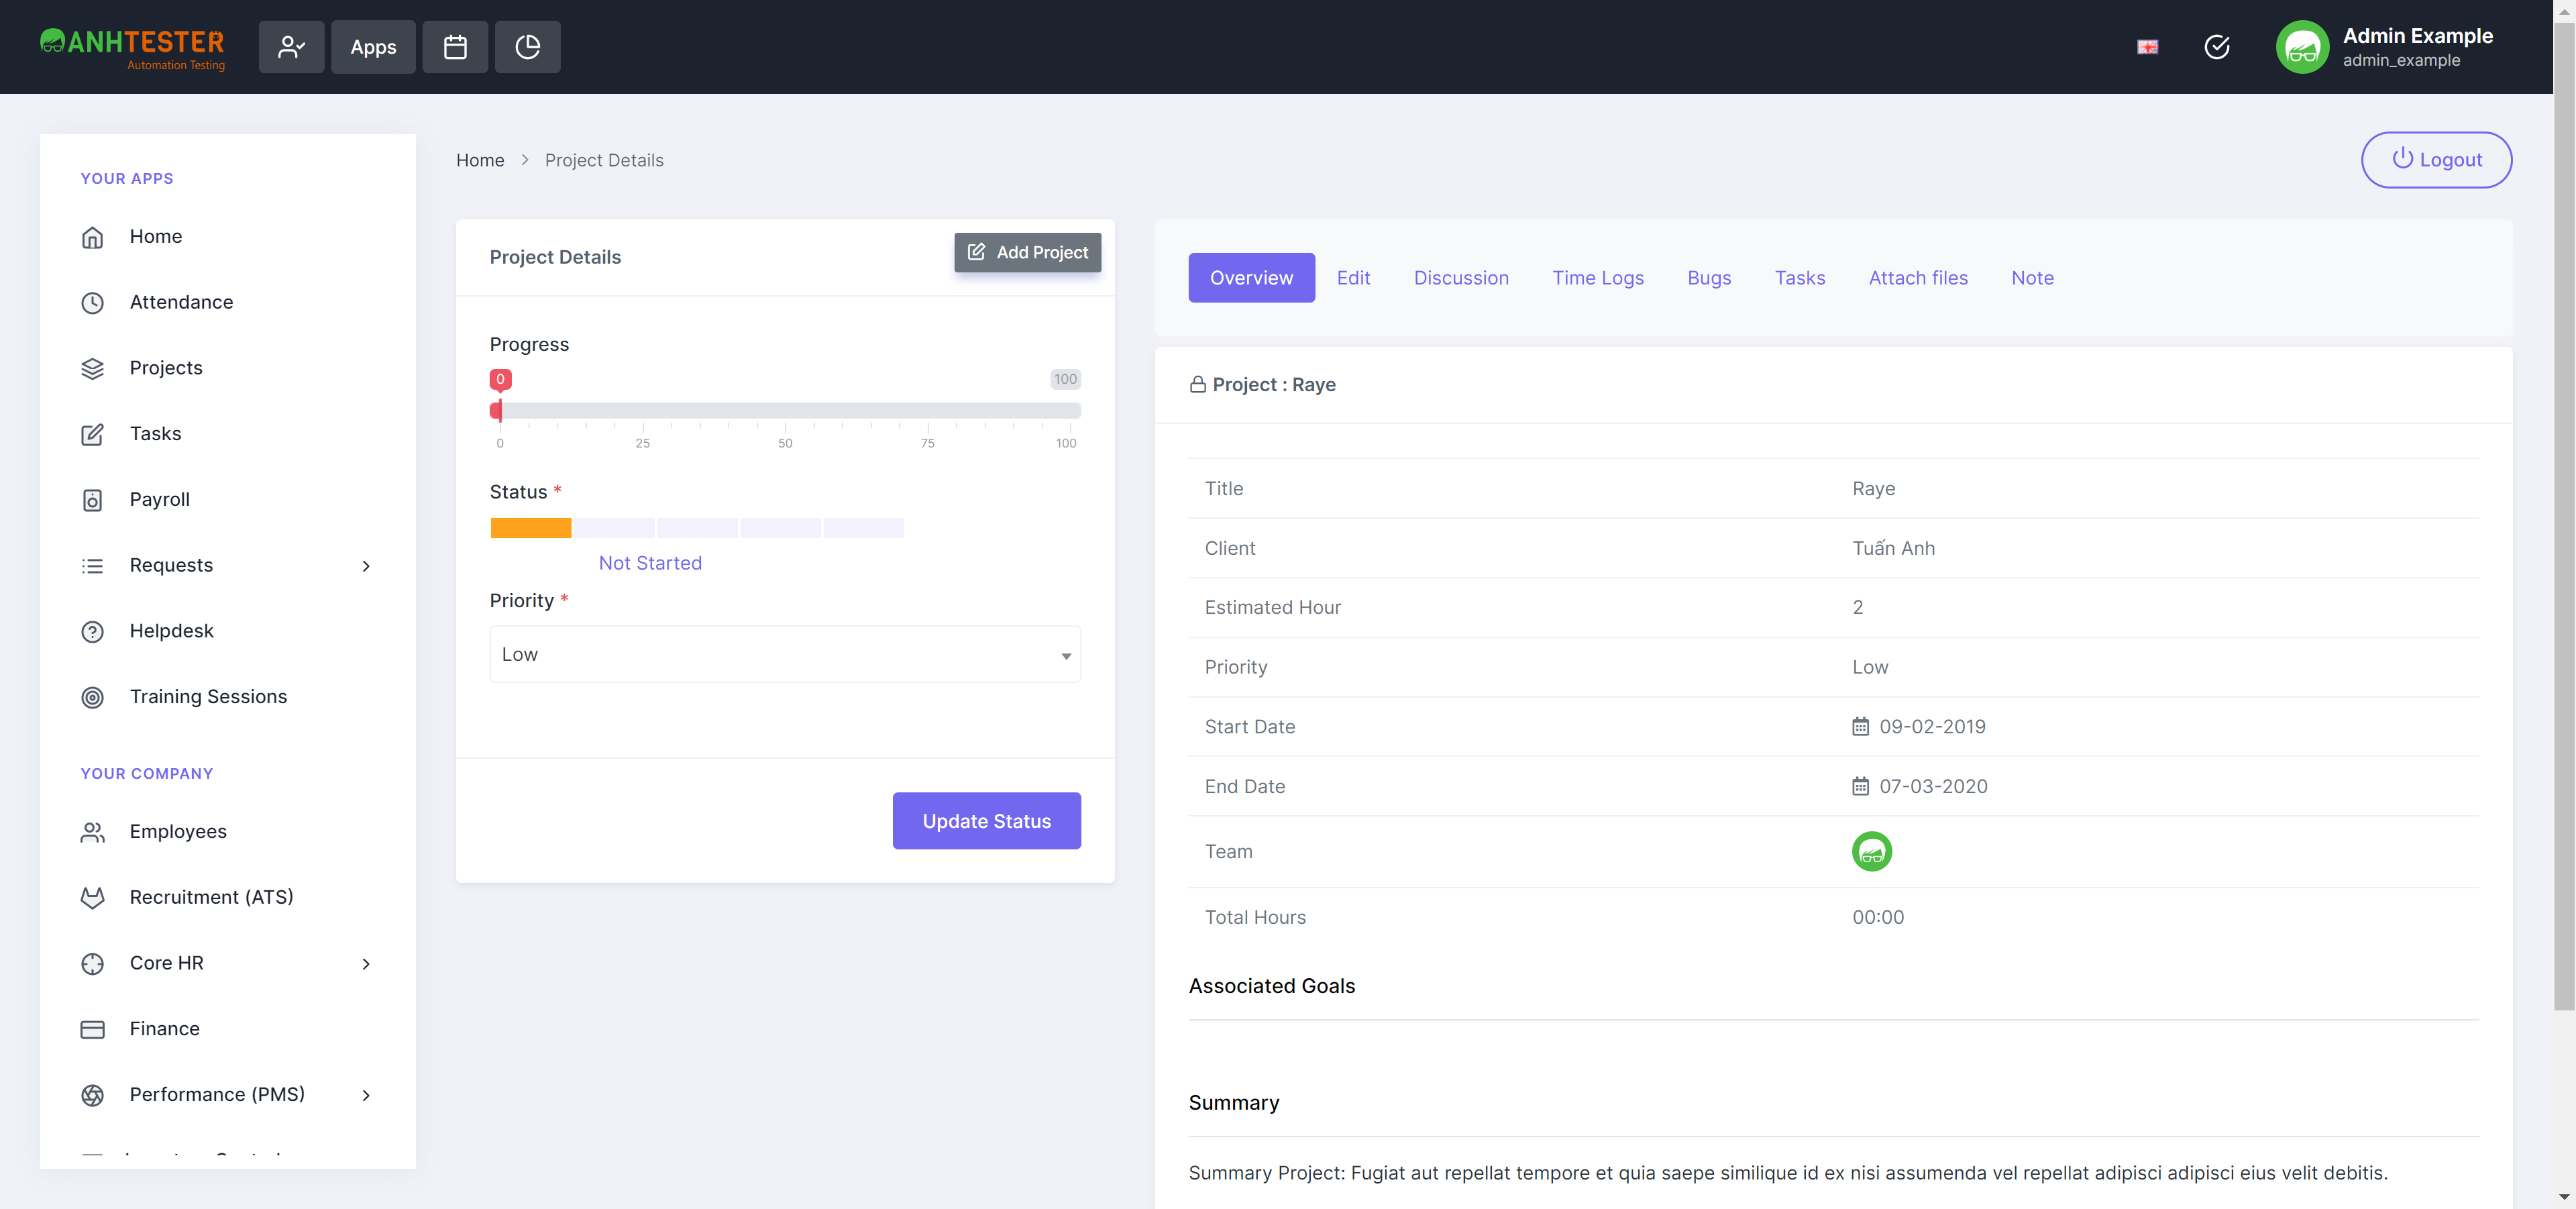 ANHTESTER
Automation Testing
Apps
Admin Example
admin_example
YOUR APPS
Home
Attendance
Projects
Tasks
Payroll
Requests
Helpdesk
Training Sessions
YOUR COMPANY
Employees
Recruitment (ATS)
Core HR
Finance
Performance (PMS)
Home > Project Details
Logout
Project Details
Add Project
Progress
0 100
0 25 50 75 100
Status *
Not Started
Priority *
Low
Update Status
Overview Edit Discussion Time Logs Bugs Tasks Attach files Note
Project : Raye
Title Raye
Client Tuấn Anh
Estimated Hour 2
Priority Low
Start Date 09-02-2019
End Date 07-03-2020
Team
Total Hours 00:00
Associated Goals
Summary
Summary Project: Fugiat aut repellat tempore et quia saepe similique id ex nisi assumenda vel repellat adipisci adipisci eius velit debitis.